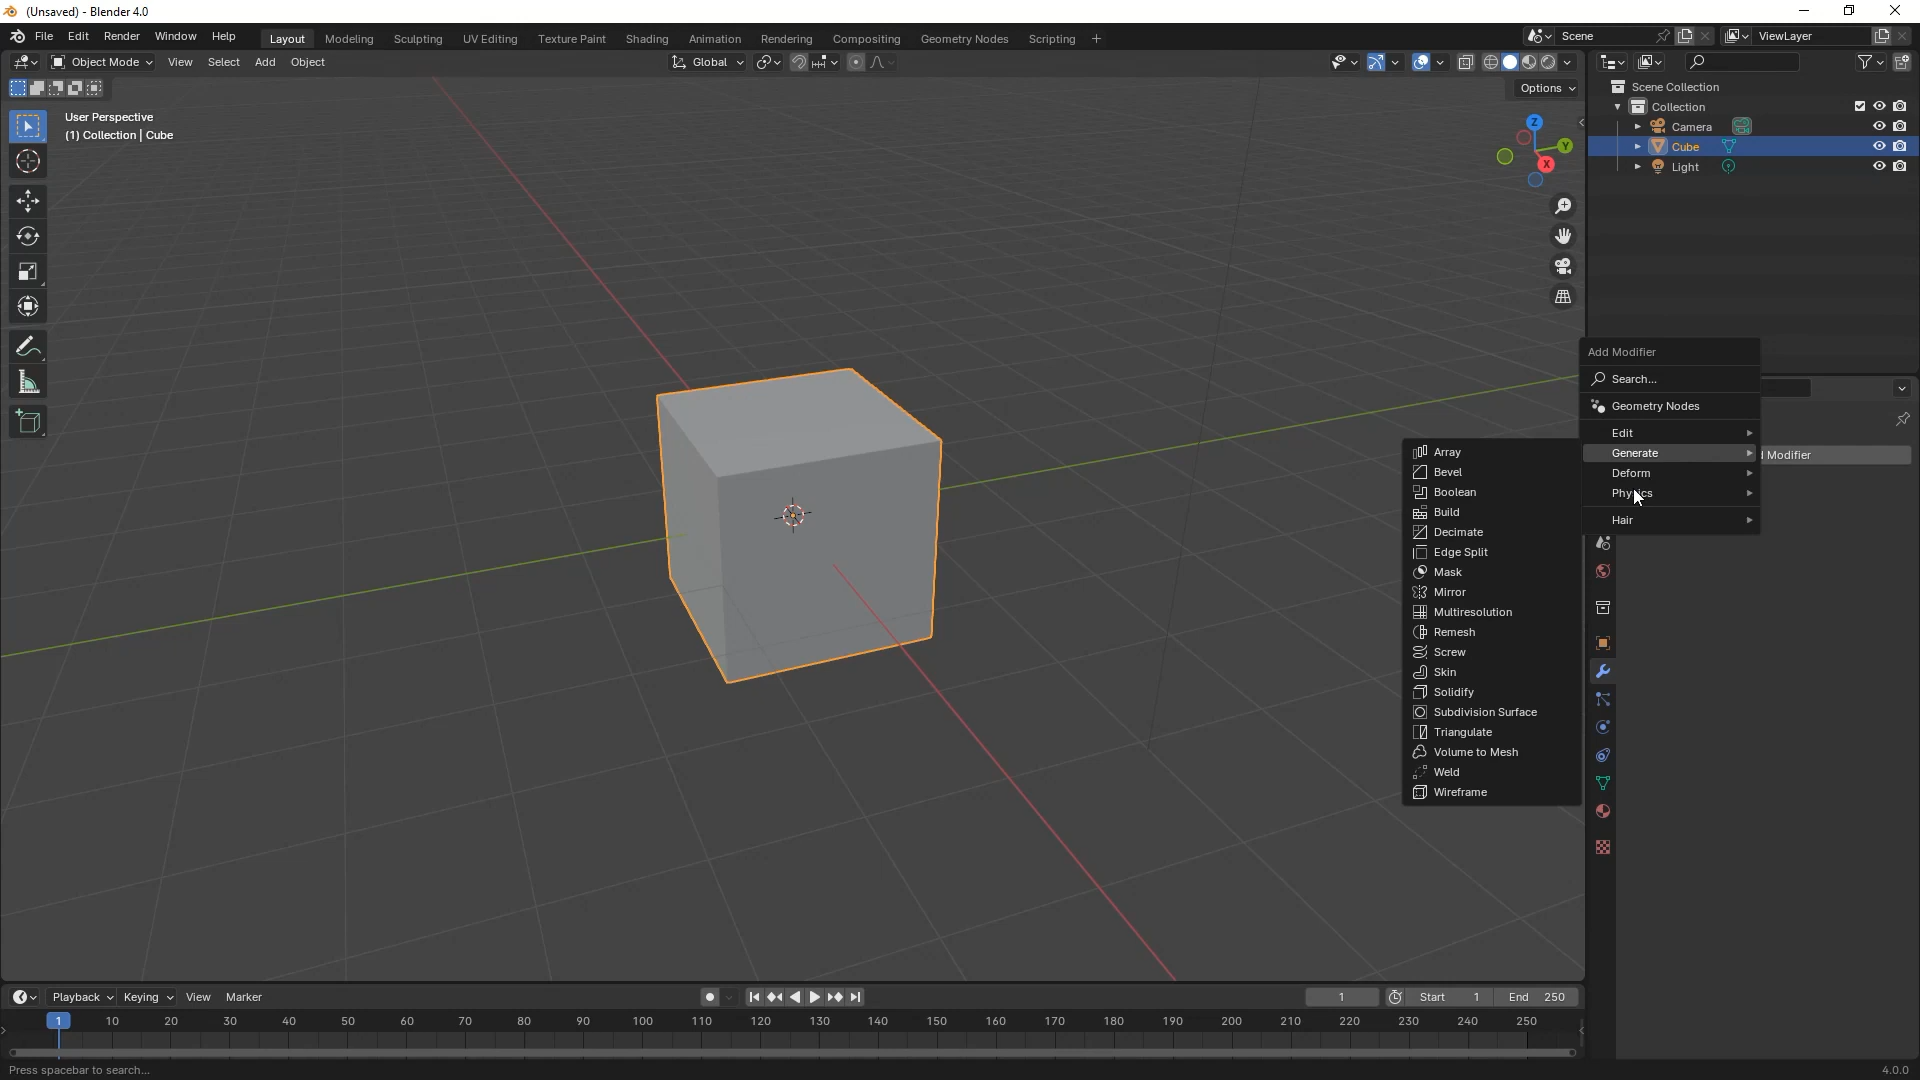 (Unsaved) - Blender 4.0
File Edit Render Window Help Layout Modeling Sculpting UV Editing Texture Paint Shading Animation Rendering Compositing Geometry Nodes Scripting + Scene ViewLayer
Object Mode View Select Add Object Global
Options
User Perspective
(1) Collection | Cube
Z
Y
X
Scene Collection
Collection
Camera
Cube
Light
Add Modifier
Search...
Geometry Nodes
Edit
Generate
Deform
Physics
Hair
Modifier
Array
Bevel
Boolean
Build
Decimate
Edge Split
Mask
Mirror
Multiresolution
Remesh
Screw
Skin
Solidify
Subdivision Surface
Triangulate
Volume to Mesh
Weld
Wireframe
Playback Keying View Marker 1 Start 1 End 250
1 10 20 30 40 50 60 70 80 90 100 110 120 130 140 150 160 170 180 190 200 210 220 230 240 250
Press spacebar to search... 4.0.0